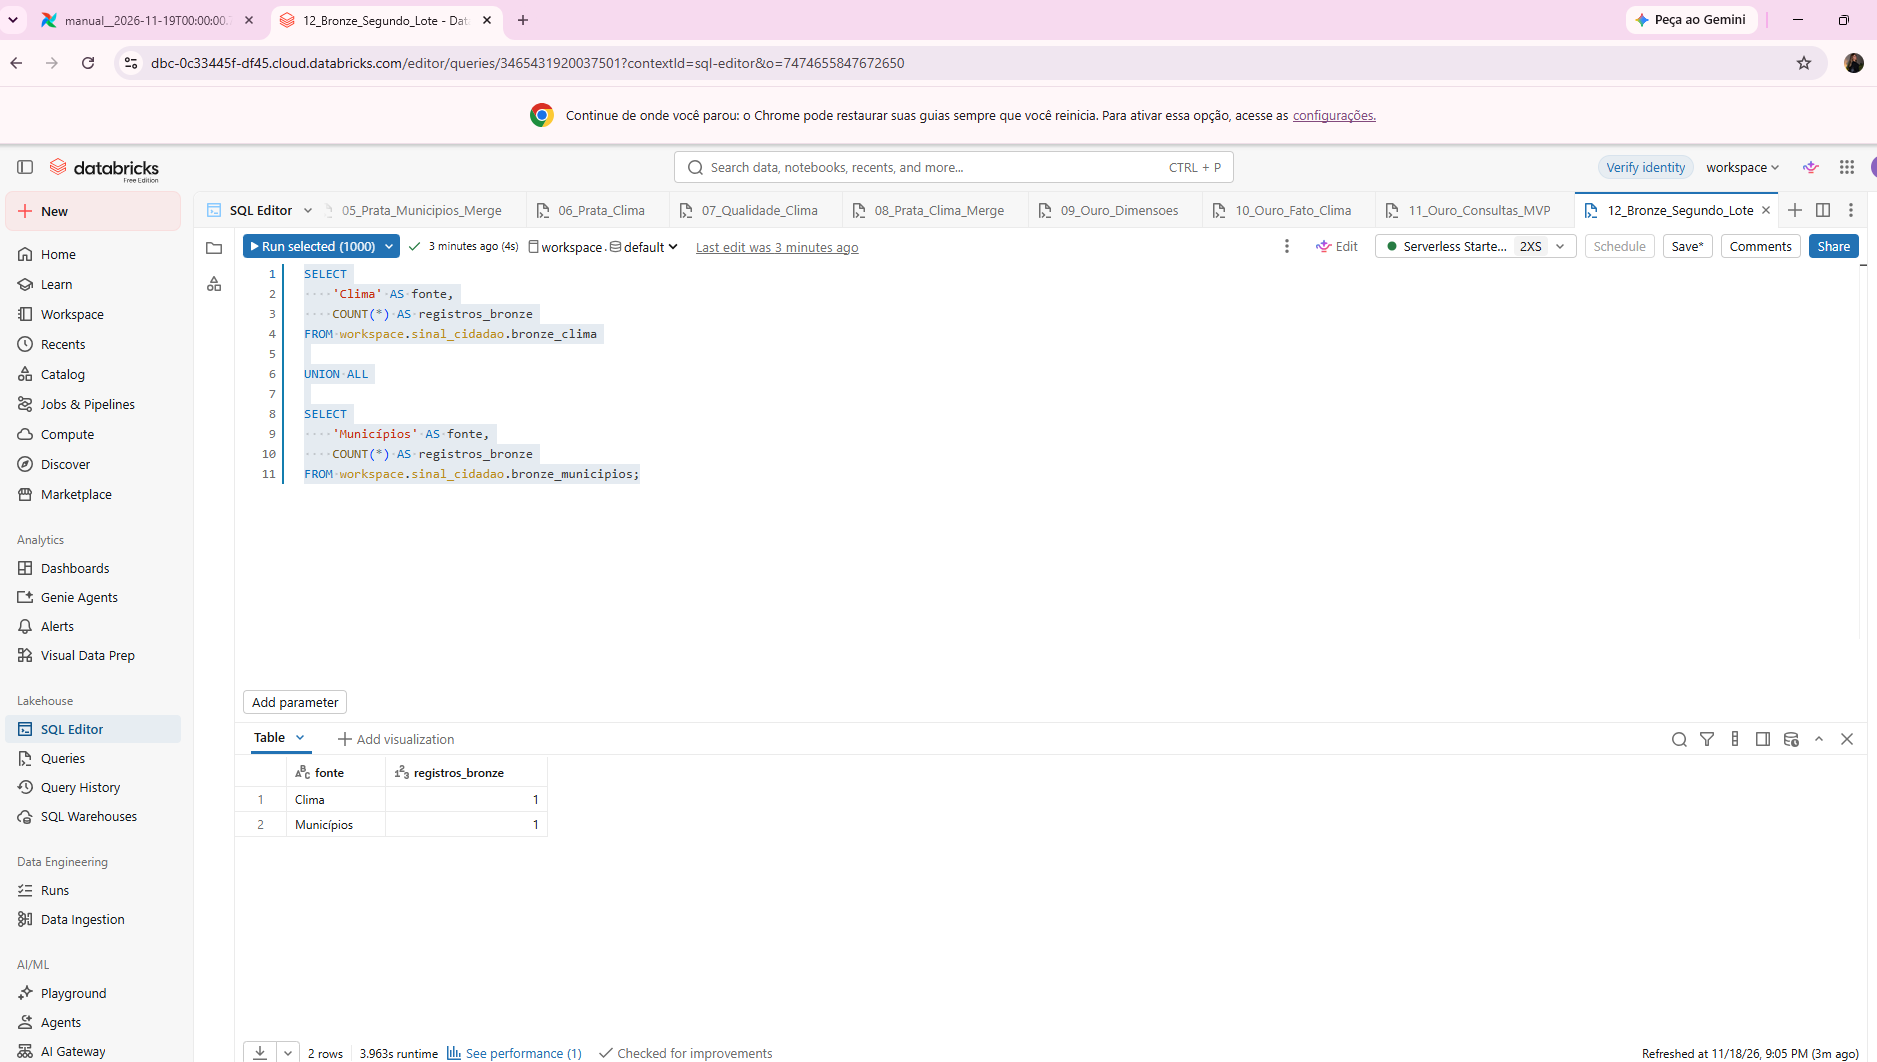 manual__2026-11-19T00:00:00.
12_Bronze_Segundo_Lote - Dat
Peça ao Gemini
dbc-0c33445f-df45.cloud.databricks.com/editor/queries/3465431920037501?contextId=sql-editor&o=7474655847672650
Continue de onde você parou: o Chrome pode restaurar suas guias sempre que você reinicia. Para ativar essa opção, acesse as configurações.
databricks
Free Edition
Search data, notebooks, recents, and more...
CTRL + P
Verify identity
workspace
New
SQL Editor
05_Prata_Municipios_Merge
06_Prata_Clima
07_Qualidade_Clima
08_Prata_Clima_Merge
09_Ouro_Dimensoes
10_Ouro_Fato_Clima
11_Ouro_Consultas_MVP
12_Bronze_Segundo_Lote
Run selected (1000)
3 minutes ago (4s)
workspace . default
Last edit was 3 minutes ago
Edit
Serverless Starte...
2XS
Schedule
Save*
Comments
Share
Home
Learn
Workspace
Recents
Catalog
Jobs & Pipelines
Compute
Discover
Marketplace
Analytics
Dashboards
Genie Agents
Alerts
Visual Data Prep
Lakehouse
SQL Editor
Queries
Query History
SQL Warehouses
Data Engineering
Runs
Data Ingestion
AI/ML
Playground
Agents
AI Gateway
1 SELECT
2 'Clima' AS fonte,
3 COUNT(*) AS registros_bronze
4 FROM workspace.sinal_cidadao.bronze_clima
5
6 UNION ALL
7
8 SELECT
9 'Municípios' AS fonte,
10 COUNT(*) AS registros_bronze
11 FROM workspace.sinal_cidadao.bronze_municipios;
Add parameter
Table
Add visualization
fonte
registros_bronze
1 Clima 1
2 Municípios 1
2 rows
3.963s runtime
See performance (1)
Checked for improvements
Refreshed at 11/18/26, 9:05 PM (3m ago)